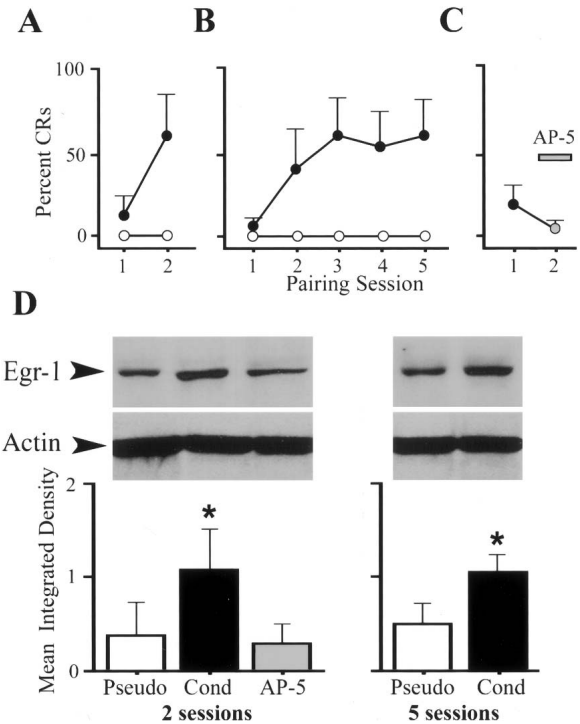 A B C
100
50
0
Percent CRs
1 2
1 2 3 4 5
AP-5
1 2
Pairing Session
D
Egr-1
Actin
Mean Integrated Density
2
1
0
* *
Pseudo Cond AP-5 Pseudo Cond
2 sessions 5 sessions